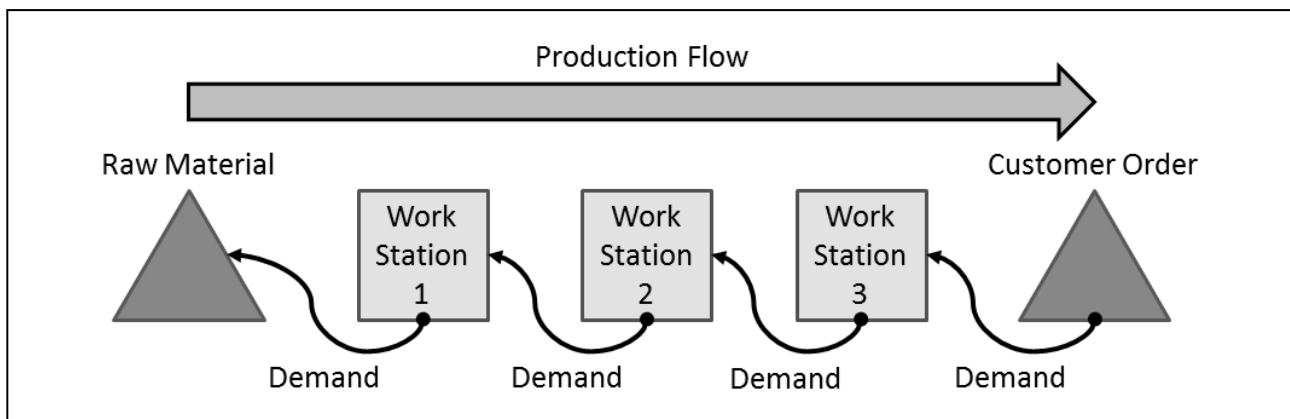 Production Flow
Raw Material
Customer Order
Work
Station
1
Work
Station
2
Work
Station
3
Demand
Demand
Demand
Demand